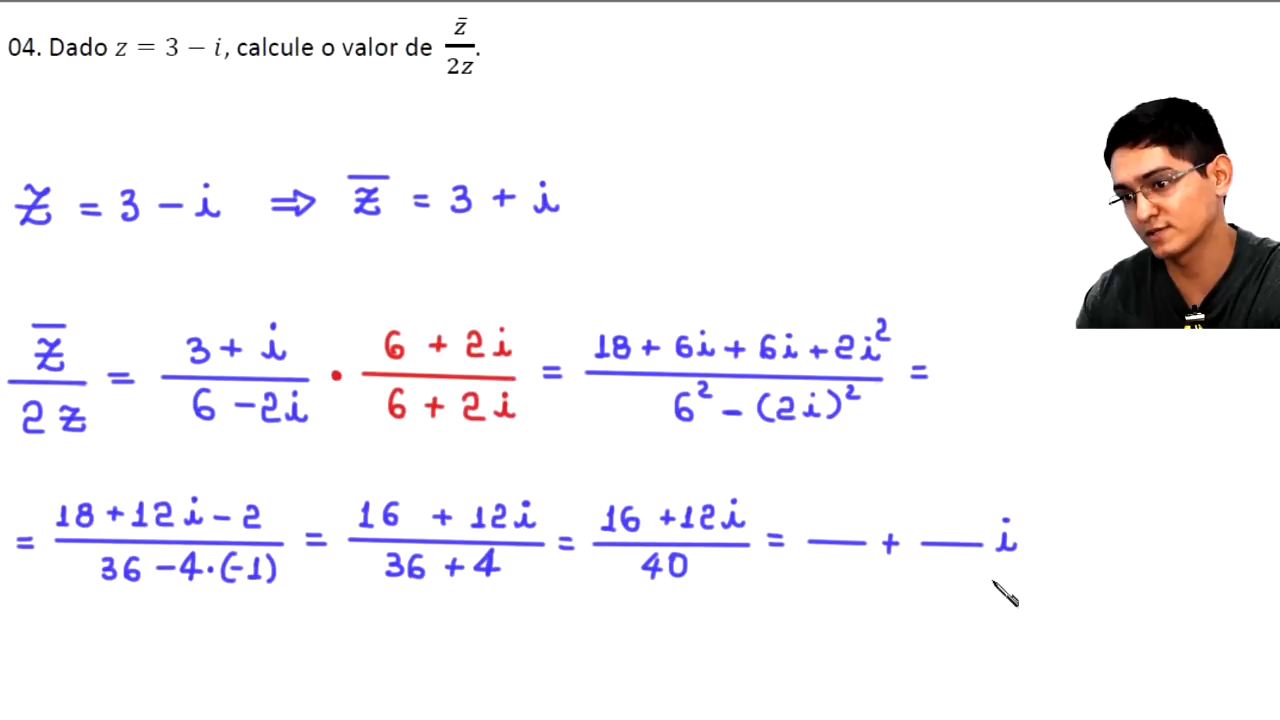 04. Dado z = 3 − i, calcule o valor de z̄/2z.
z = 3 − i ⇒ z̄ = 3 + i
z̄/2z = (3 + i)/(6 − 2i) · (6 + 2i)/(6 + 2i) = (18 + 6i + 6i + 2i²)/(6² − (2i)²) =
= (18 + 12i − 2)/(36 − 4·(−1)) = (16 + 12i)/(36 + 4) = (16 + 12i)/40 = — + — i